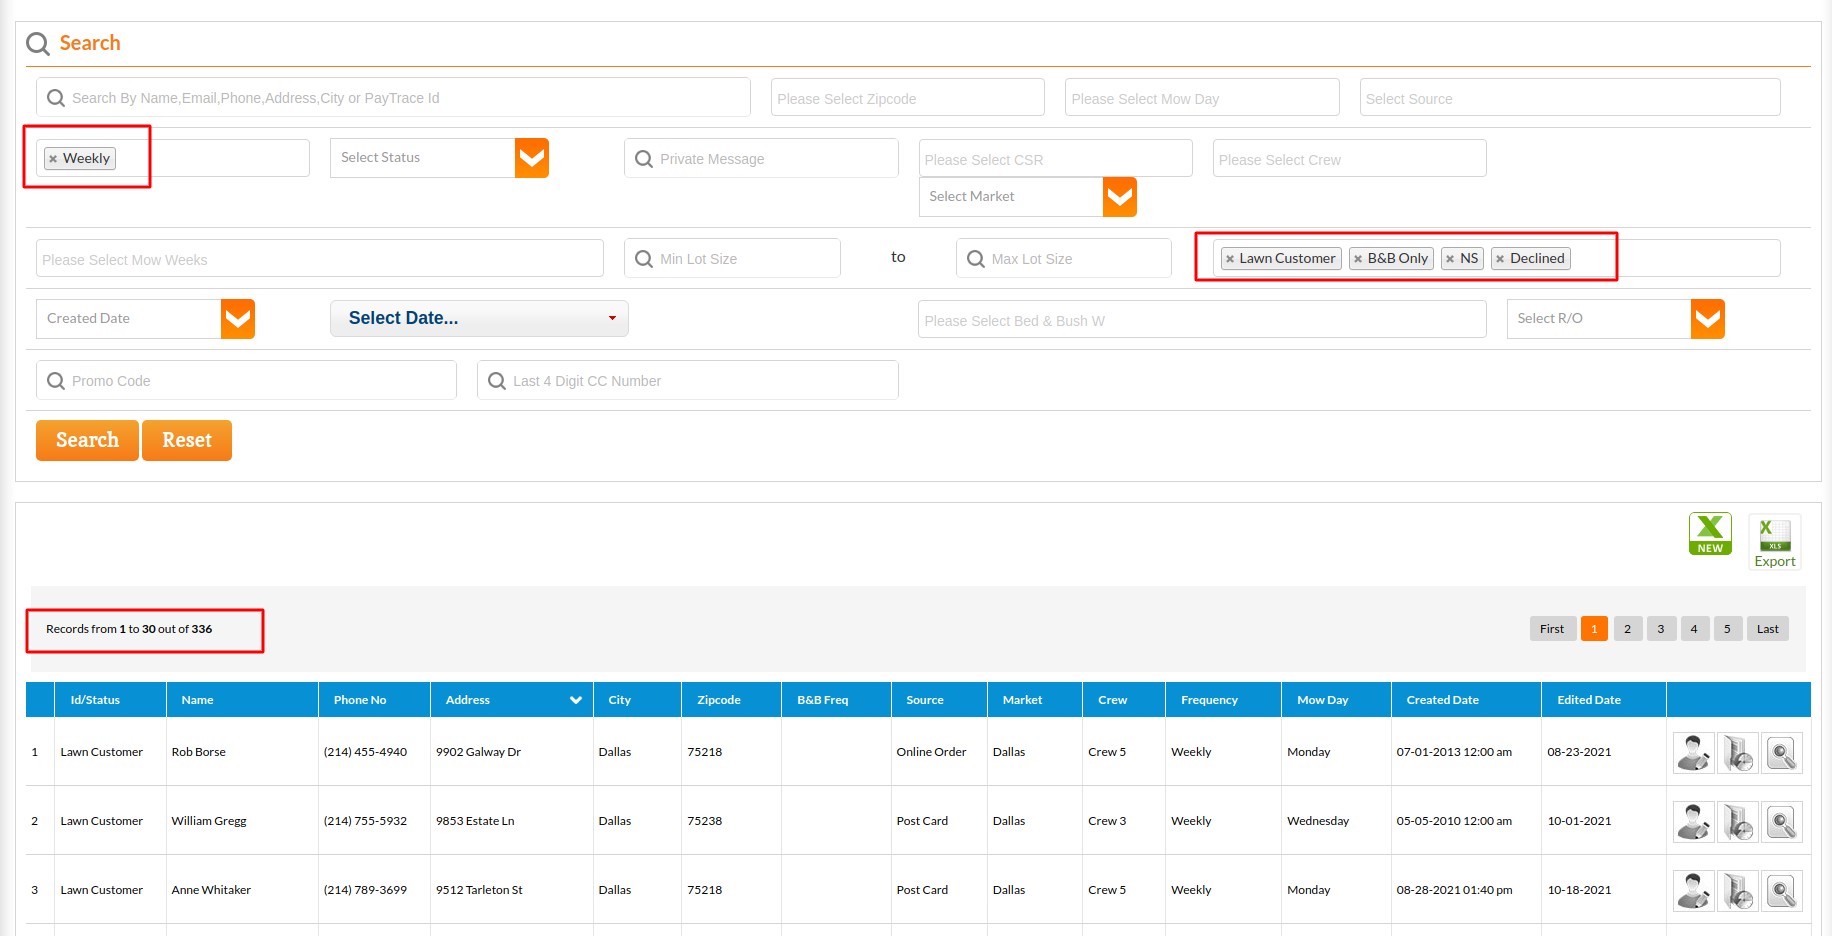 Search
Search By Name,Email,Phone,Address,City or PayTrace Id Please Select Zipcode Please Select Mow Day Select Source
× Weekly Select Status Private Message Please Select CSR Please Select Crew
Select Market
Please Select Mow Weeks Min Lot Size to Max Lot Size × Lawn Customer × B&B Only × NS × Declined
Created Date Select Date... Please Select Bed & Bush W Select R/O
Promo Code Last 4 Digit CC Number
Search Reset
X NEW X XLS Export
Records from 1 to 30 out of 336 First 1 2 3 4 5 Last
Id/Status Name Phone No Address City Zipcode B&B Freq Source Market Crew Frequency Mow Day Created Date Edited Date
1 Lawn Customer Rob Borse (214) 455-4940 9902 Galway Dr Dallas 75218 Online Order Dallas Crew 5 Weekly Monday 07-01-2013 12:00 am 08-23-2021
2 Lawn Customer William Gregg (214) 755-5932 9853 Estate Ln Dallas 75238 Post Card Dallas Crew 3 Weekly Wednesday 05-05-2010 12:00 am 10-01-2021
3 Lawn Customer Anne Whitaker (214) 789-3699 9512 Tarleton St Dallas 75218 Post Card Dallas Crew 5 Weekly Monday 08-28-2021 01:40 pm 10-18-2021